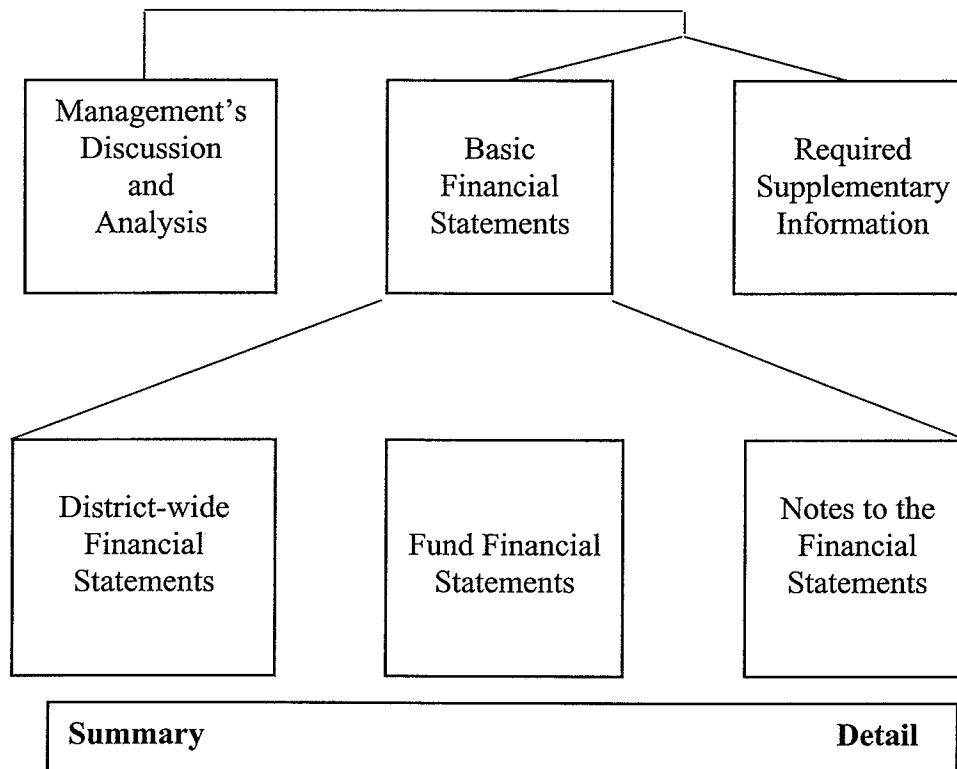 Management's
Discussion
and
Analysis
Basic
Financial
Statements
Required
Supplementary
Information
District-wide
Financial
Statements
Fund Financial
Statements
Notes to the
Financial
Statements
Summary
Detail